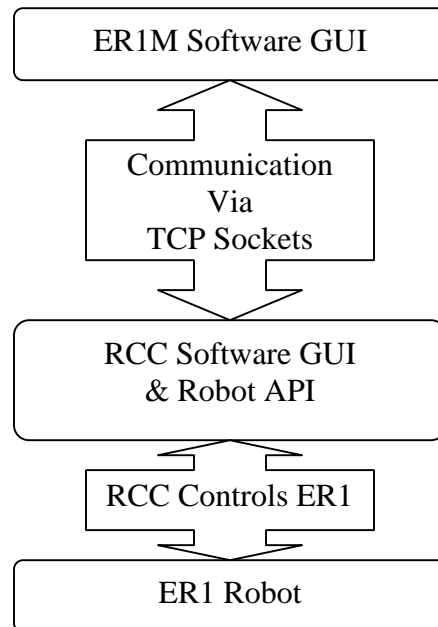 ER1M Software GUI
Communication
Via
TCP Sockets
RCC Software GUI
& Robot API
RCC Controls ER1
ER1 Robot